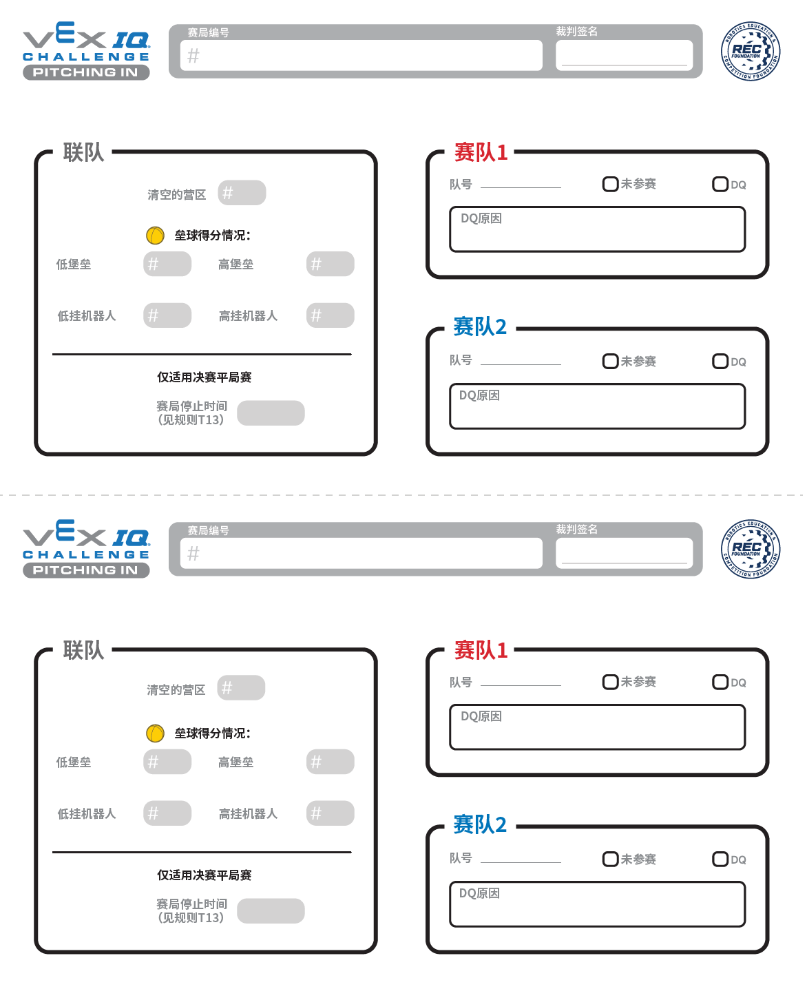 VEX IQ
CHALLENGE
PITCHING IN
赛局编号
#
裁判签名
ROBOTICS EDUCATION &
REC
FOUNDATION
COMPETITION FOUNDATION
联队
清空的营区 #
垒球得分情况：
低堡垒 # 高堡垒 #
低挂机器人 # 高挂机器人 #
仅适用决赛平局赛
赛局停止时间
（见规则T13）
赛队1
队号 未参赛 DQ
DQ原因
赛队2
队号 未参赛 DQ
DQ原因
VEX IQ
CHALLENGE
PITCHING IN
赛局编号
#
裁判签名
ROBOTICS EDUCATION &
REC
FOUNDATION
COMPETITION FOUNDATION
联队
清空的营区 #
垒球得分情况：
低堡垒 # 高堡垒 #
低挂机器人 # 高挂机器人 #
仅适用决赛平局赛
赛局停止时间
（见规则T13）
赛队1
队号 未参赛 DQ
DQ原因
赛队2
队号 未参赛 DQ
DQ原因